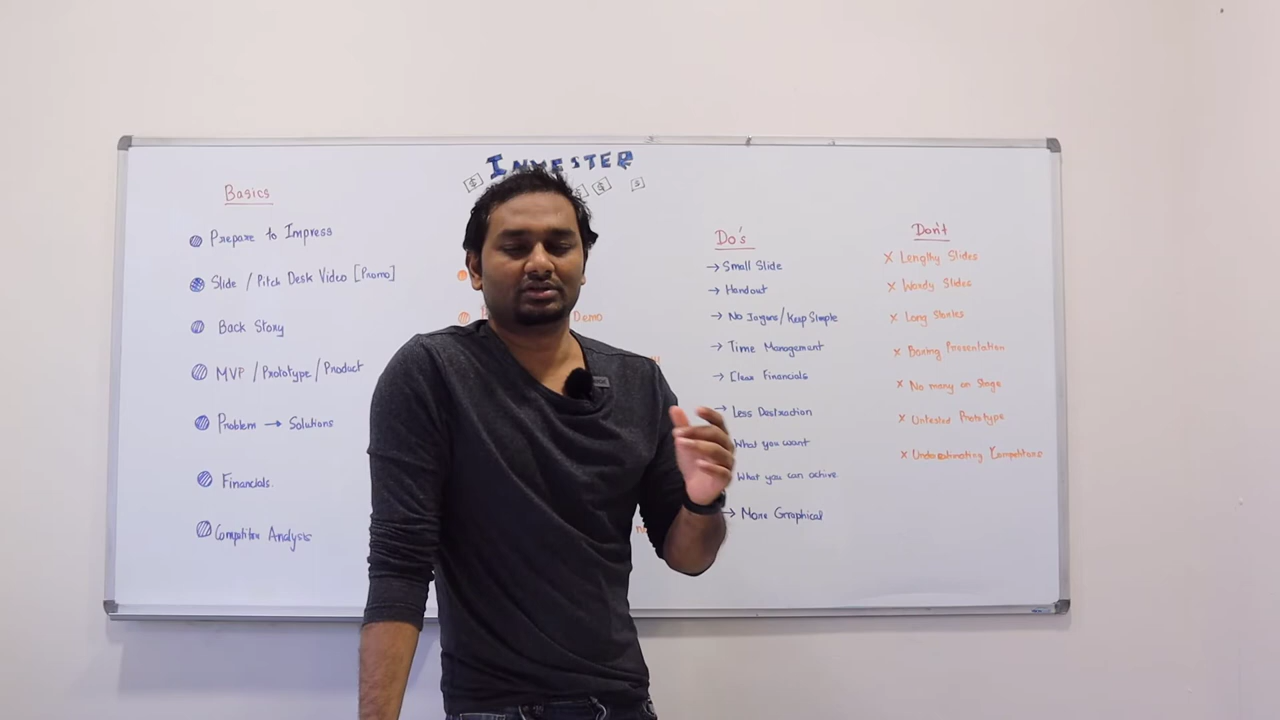 INVESTER
Basics
Prepare to Impress
Slide / Pitch Desk Video [Promo]
Back Story
MVP / Prototype / Product
Problem → Solutions
Financials.
Competitor Analysis
Demo
Do's
→ Small Slide
→ Handout
→ No Jargons / Keep Simple
→ Time Management
→ Clear Financials
→ Less Destraction
What you want
What you can achive.
→ More Graphical
Don't
X Lengthy Slides
X Wordy Slides
X Long Stories
X Boring Presentation
X No many on Stage
X Untested Prototype
X Underestimating Competitors